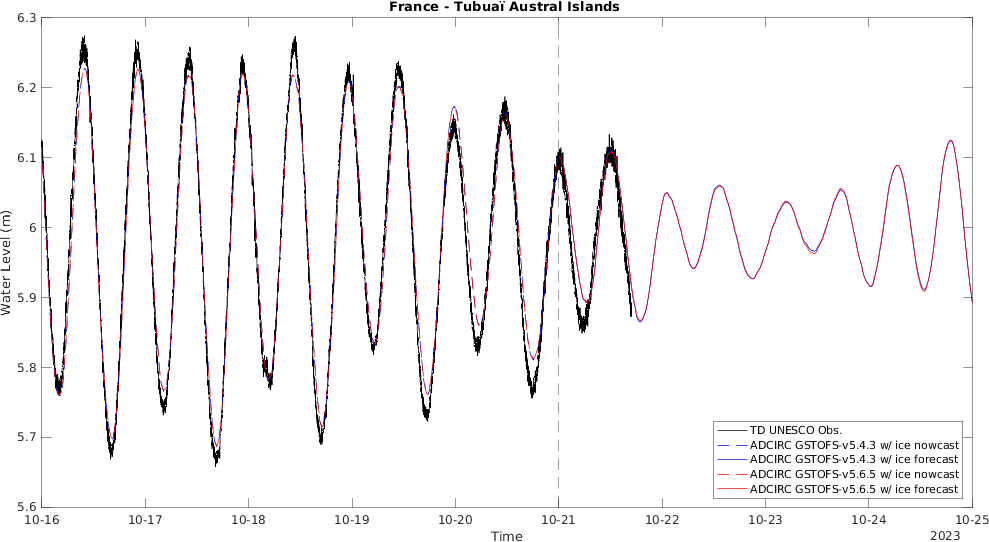 France - Tubuaï Austral Islands
6.3
6.2
6.1
6
5.9
5.8
5.7
5.6
Water Level (m)
10-16 10-17 10-18 10-19 10-20 10-21 10-22 10-23 10-24 10-25
Time
2023
TD UNESCO Obs.
ADCIRC GSTOFS-v5.4.3 w/ ice nowcast
ADCIRC GSTOFS-v5.4.3 w/ ice forecast
ADCIRC GSTOFS-v5.6.5 w/ ice nowcast
ADCIRC GSTOFS-v5.6.5 w/ ice forecast